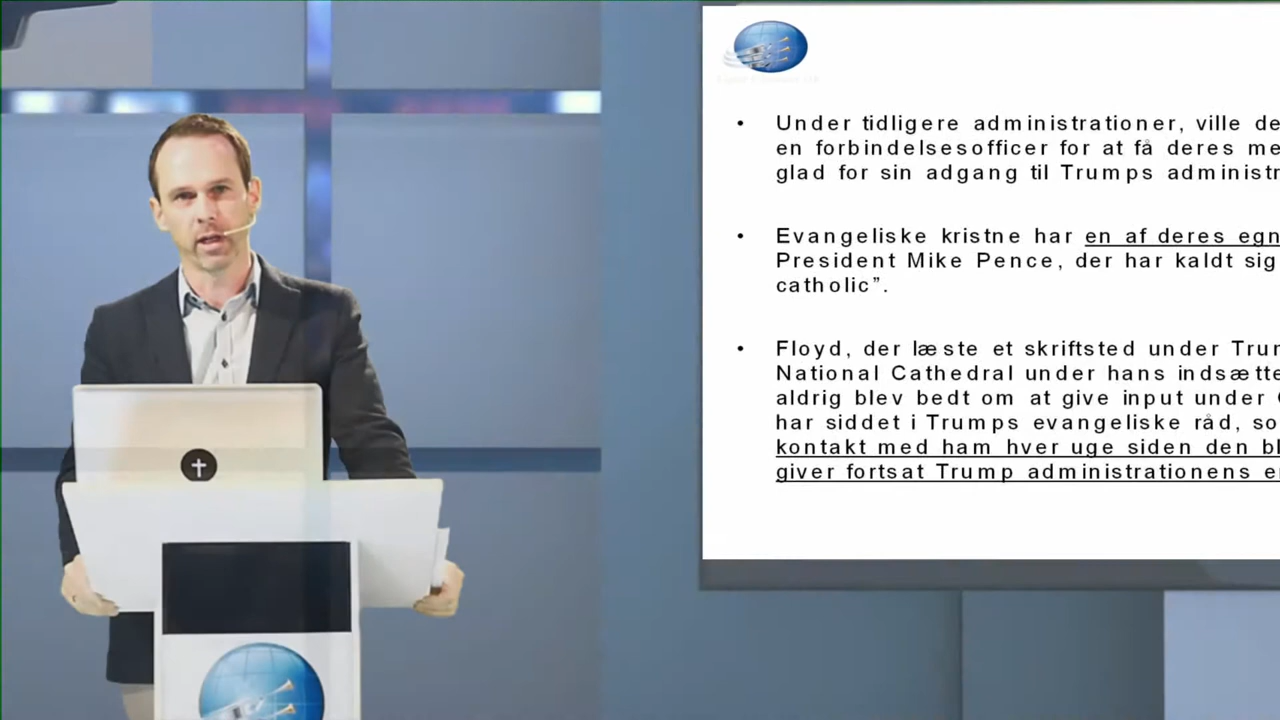 • Under tidligere administrationer, ville de
en forbindelsesofficer for at få deres me
glad for sin adgang til Trumps administr
• Evangeliske kristne har en af deres egn
President Mike Pence, der har kaldt sig
catholic”.
• Floyd, der læste et skriftsted under Trum
National Cathedral under hans indsætte
aldrig blev bedt om at give input under
har siddet i Trumps evangeliske råd, so
kontakt med ham hver uge siden den bl
giver fortsat Trump administrationens e